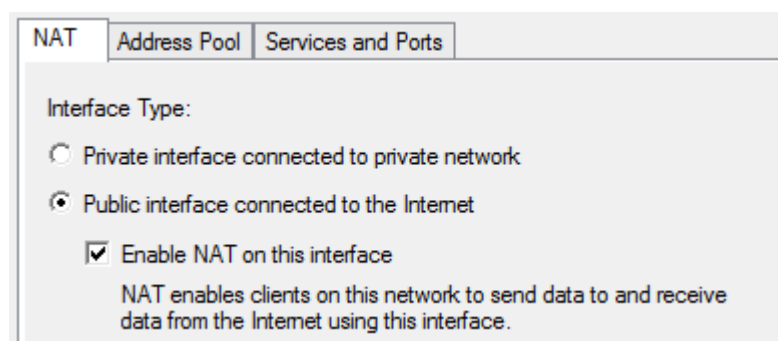 NAT Address Pool Services and Ports
Interface Type:
Private interface connected to private network
Public interface connected to the Internet
Enable NAT on this interface
NAT enables clients on this network to send data to and receive
data from the Internet using this interface.